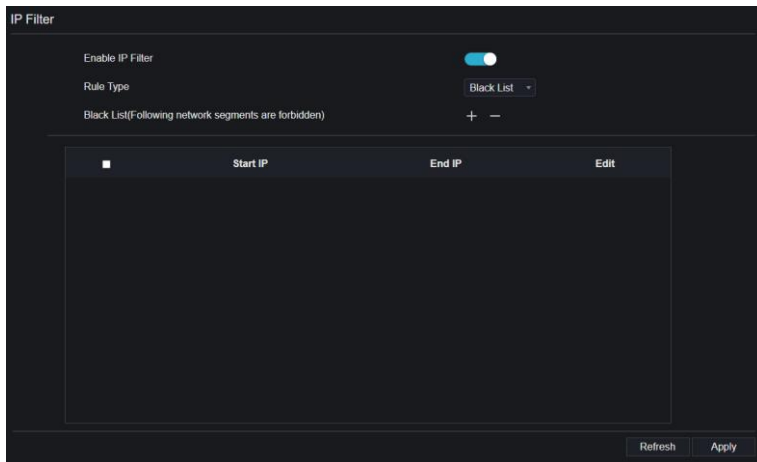 IP Filter
Enable IP Filter
Rule Type Black List
Black List(Following network segments are forbidden) + −
Start IP End IP Edit
Refresh Apply